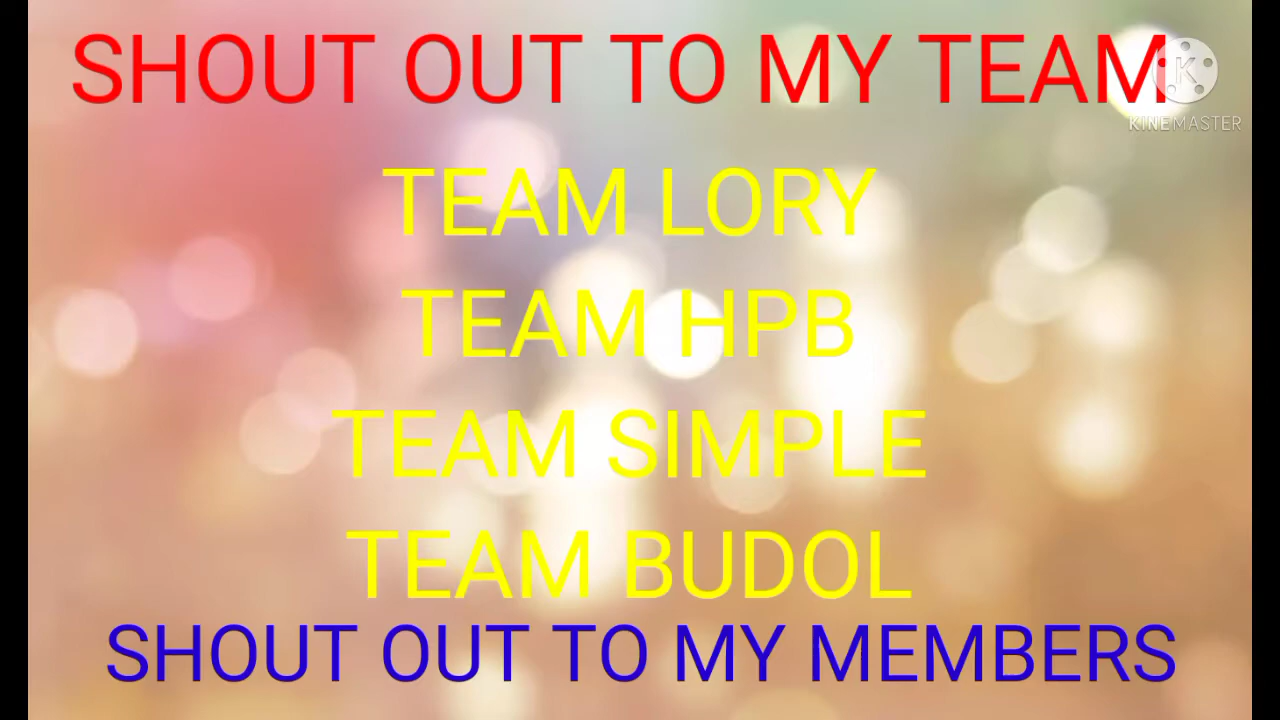 SHOUT OUT TO MY TEAM
K
KINEMASTER
TEAM LORY
TEAM HPB
TEAM SIMPLE
TEAM BUDOL
SHOUT OUT TO MY MEMBERS